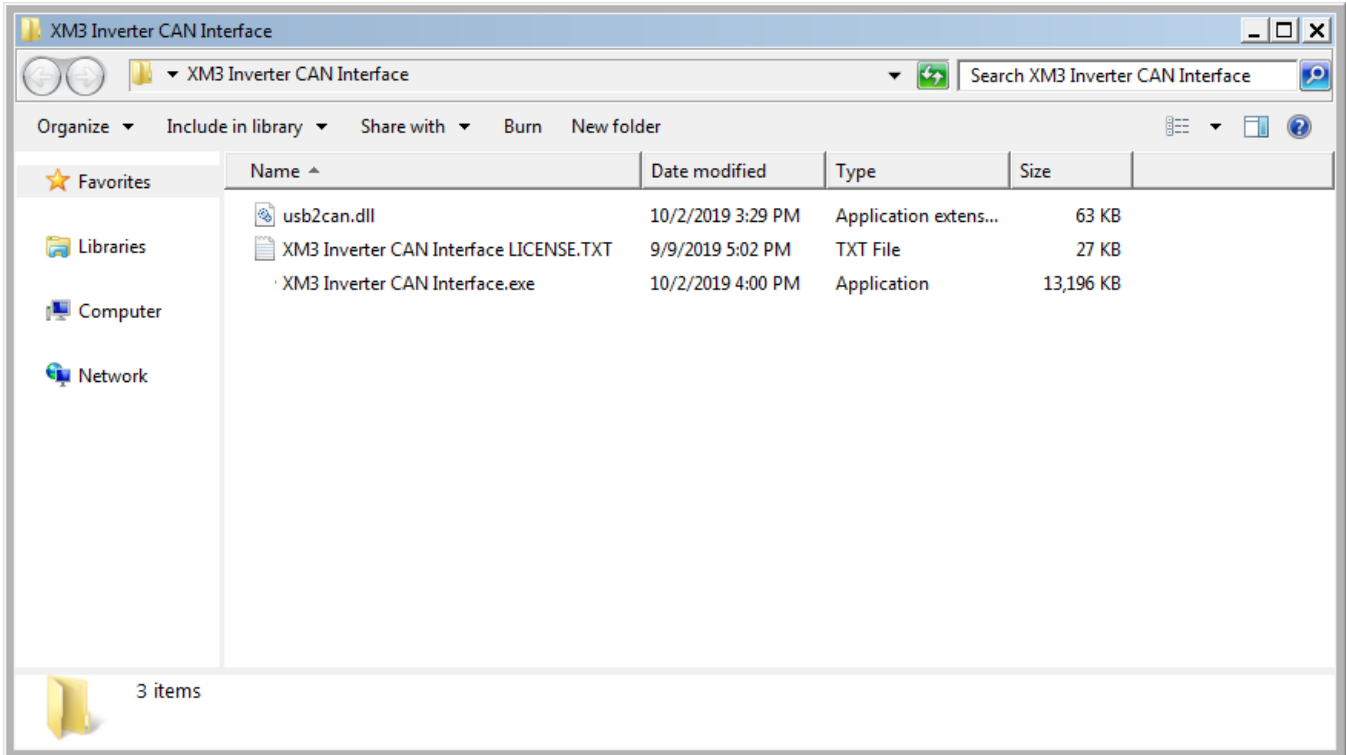 XM3 Inverter CAN Interface
XM3 Inverter CAN Interface Search XM3 Inverter CAN Interface
Organize Include in library Share with Burn New folder
Favorites
Libraries
Computer
Network
Name Date modified Type Size
usb2can.dll 10/2/2019 3:29 PM Application extens... 63 KB
XM3 Inverter CAN Interface LICENSE.TXT 9/9/2019 5:02 PM TXT File 27 KB
XM3 Inverter CAN Interface.exe 10/2/2019 4:00 PM Application 13,196 KB
3 items